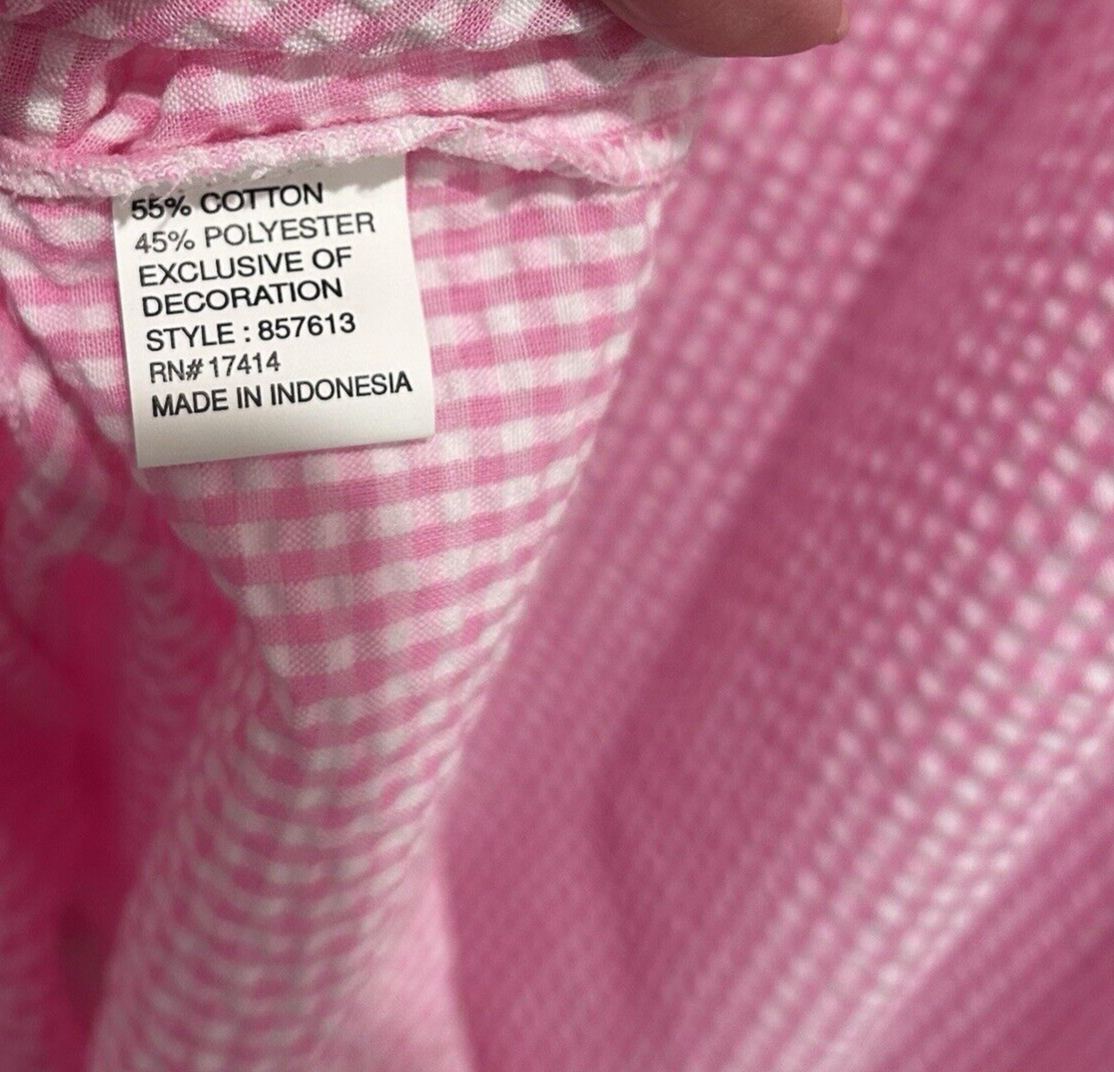 55% COTTON
45% POLYESTER
EXCLUSIVE OF
DECORATION
STYLE : 857613
RN# 17414
MADE IN INDONESIA